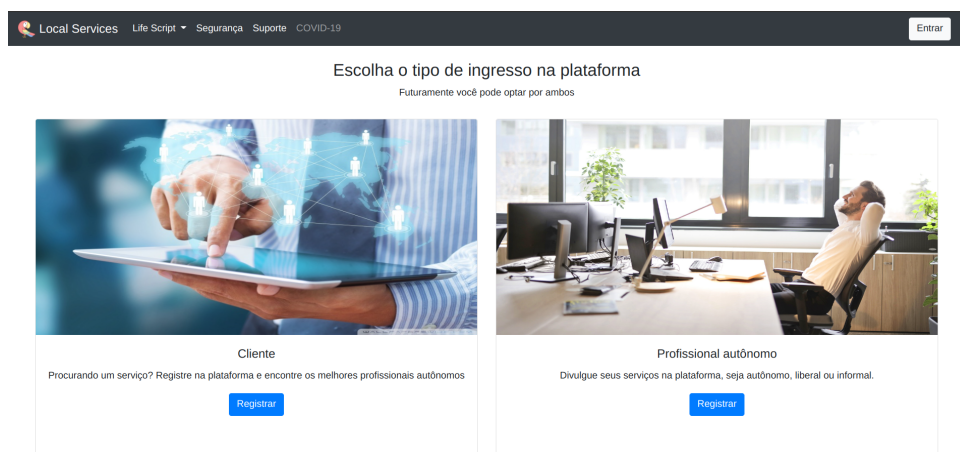 Local Services Life Script Segurança Suporte COVID-19 Entrar
Escolha o tipo de ingresso na plataforma
Futuramente você pode optar por ambos
Cliente
Procurando um serviço? Registre na plataforma e encontre os melhores profissionais autônomos
Registrar
Profissional autônomo
Divulgue seus serviços na plataforma, seja autônomo, liberal ou informal.
Registrar